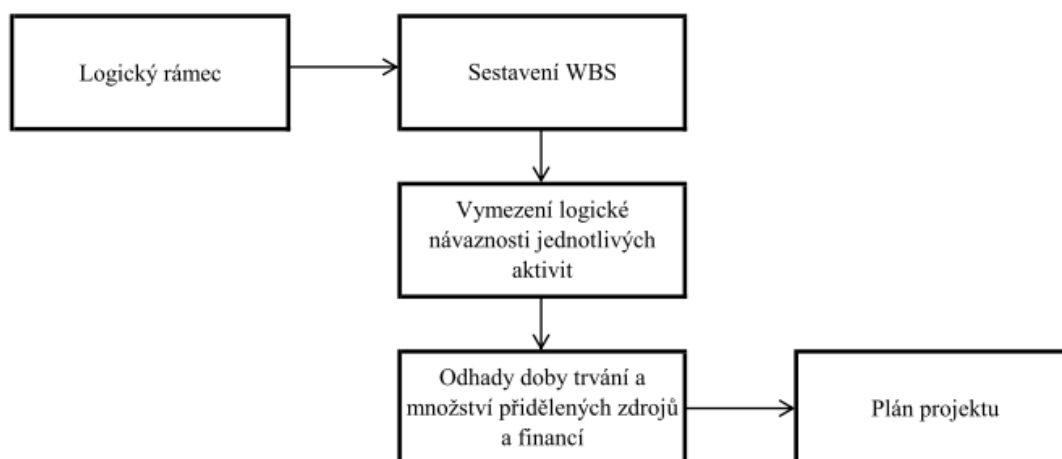 Logický rámec
Sestavení WBS
Vymezení logické
návaznosti jednotlivých
aktivit
Odhady doby trvání a
množství přidělených zdrojů
a financí
Plán projektu